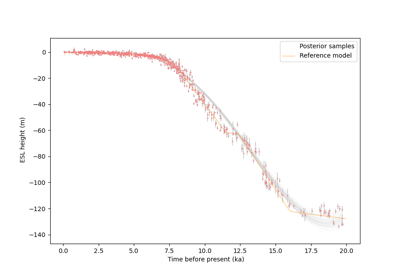 Posterior samples
Reference model
ESL height (m)
0
−20
−40
−60
−80
−100
−120
−140
0.0 2.5 5.0 7.5 10.0 12.5 15.0 17.5 20.0
Time before present (ka)